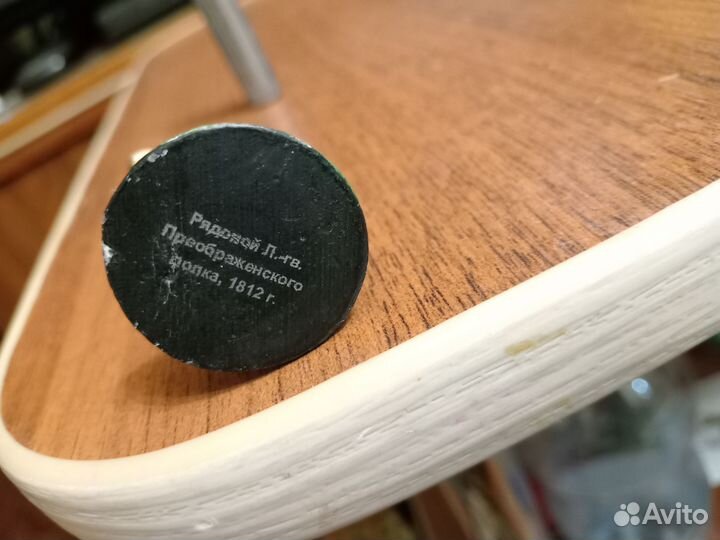 Рядовой Л.-гв.
Преображенского
полка, 1812 г.
Avito